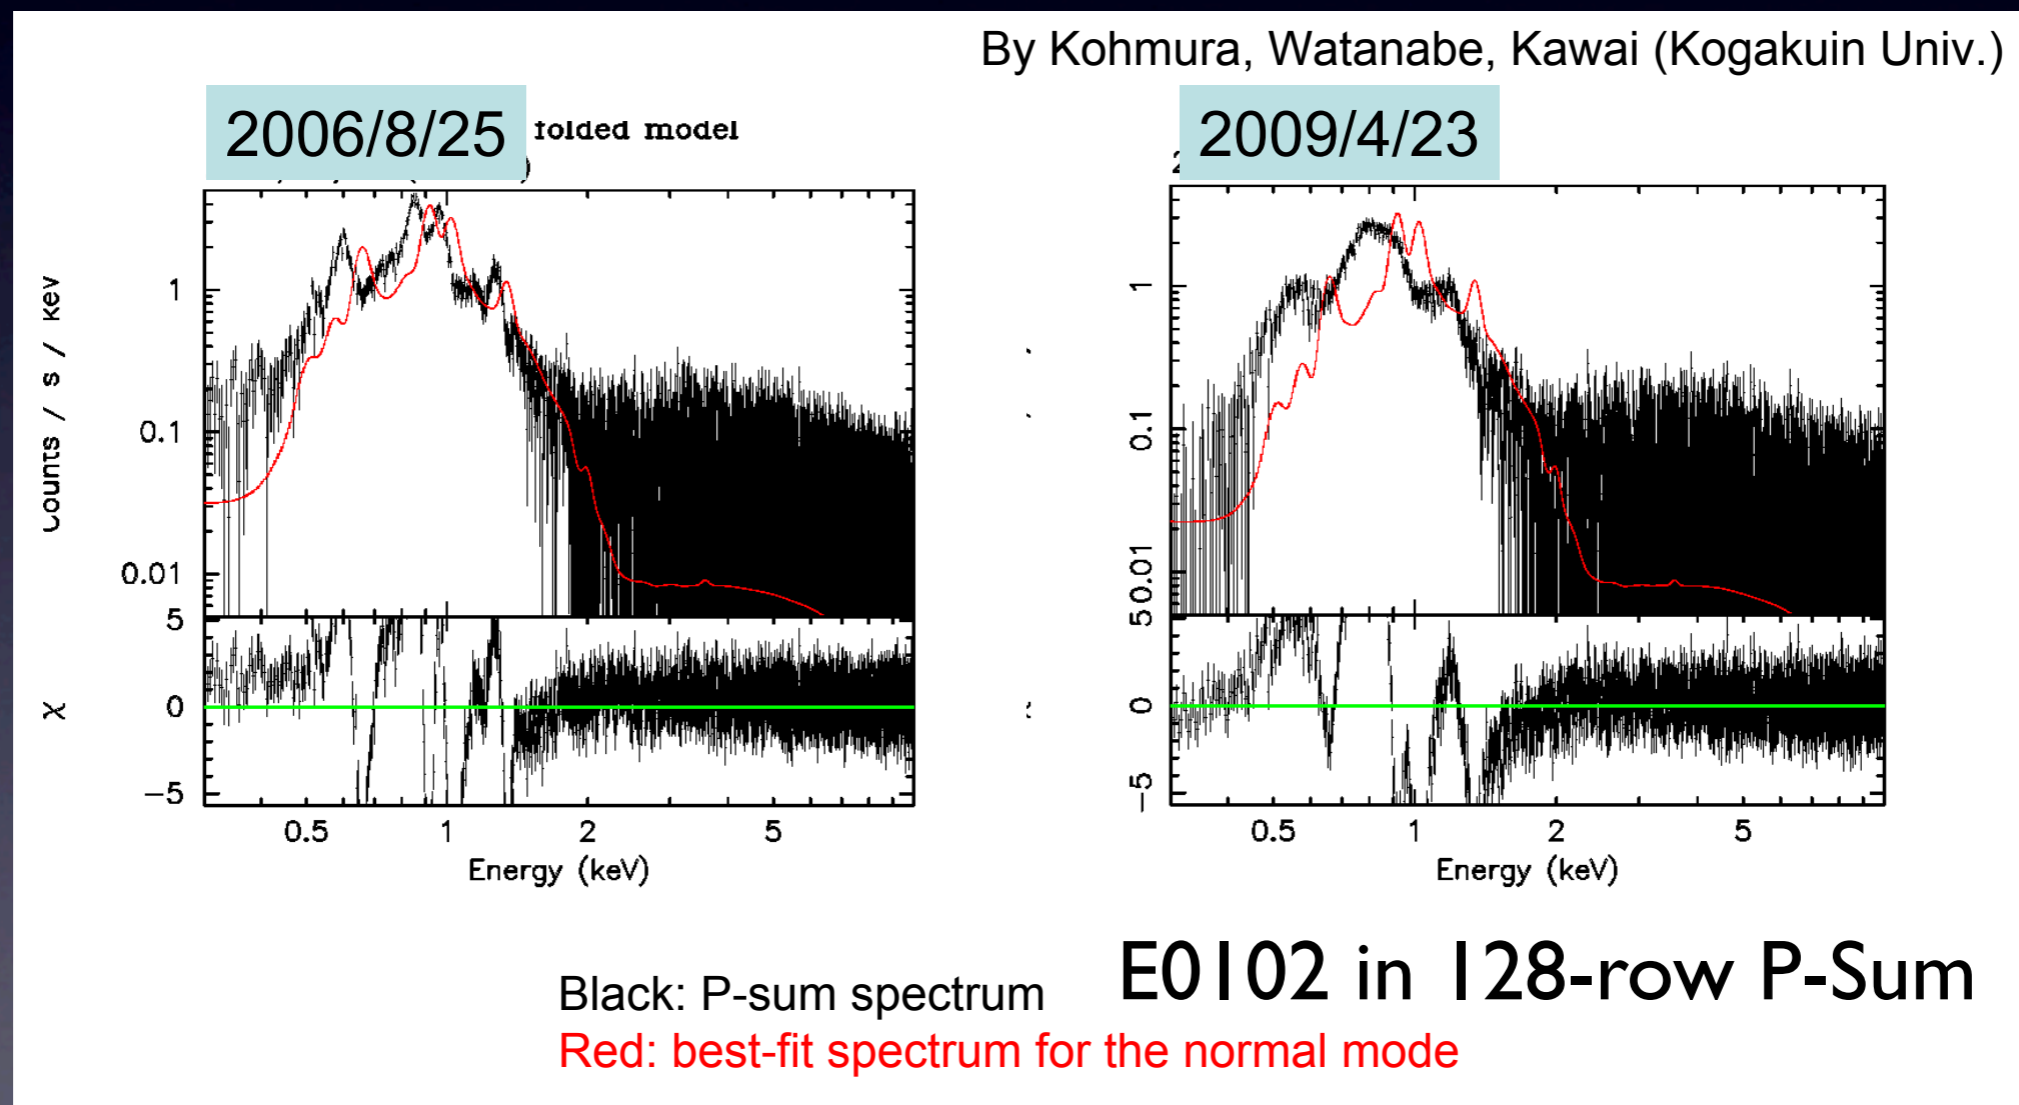 By Kohmura, Watanabe, Kawai (Kogakuin Univ.)
2006/8/25
folded model
2009/4/23
Counts / s / keV
1
0.1
0.01
5
0
−5
χ
0.5 1 2 5
Energy (keV)
1
0.1
0.01
5
0
−5
0.5 1 2 5
Energy (keV)
E0102 in 128-row P-Sum
Black: P-sum spectrum
Red: best-fit spectrum for the normal mode